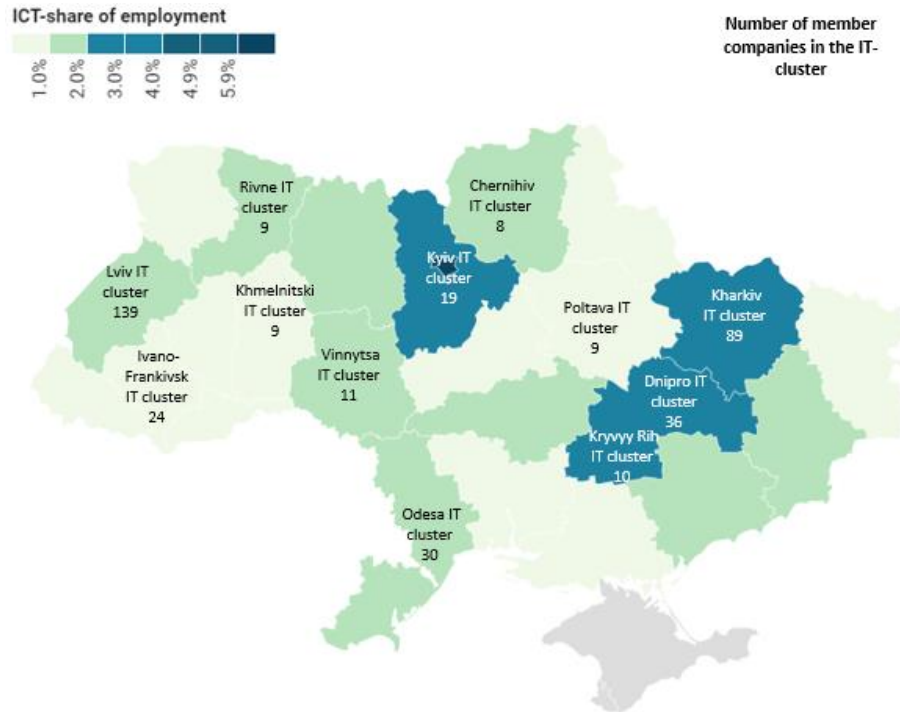 ICT-share of employment
1.0%
2.0%
3.0%
4.0%
4.9%
5.9%
Number of member
companies in the IT-
cluster
Rivne IT
cluster
9
Chernihiv
IT cluster
8
Lviv IT
cluster
139
Khmelnitski
IT cluster
9
Kyiv IT
cluster
19
Poltava IT
cluster
9
Kharkiv
IT cluster
89
Ivano-
Frankivsk
IT cluster
24
Vinnytsa
IT cluster
11
Dnipro IT
cluster
36
Kryvyy Rih
IT cluster
10
Odesa IT
cluster
30